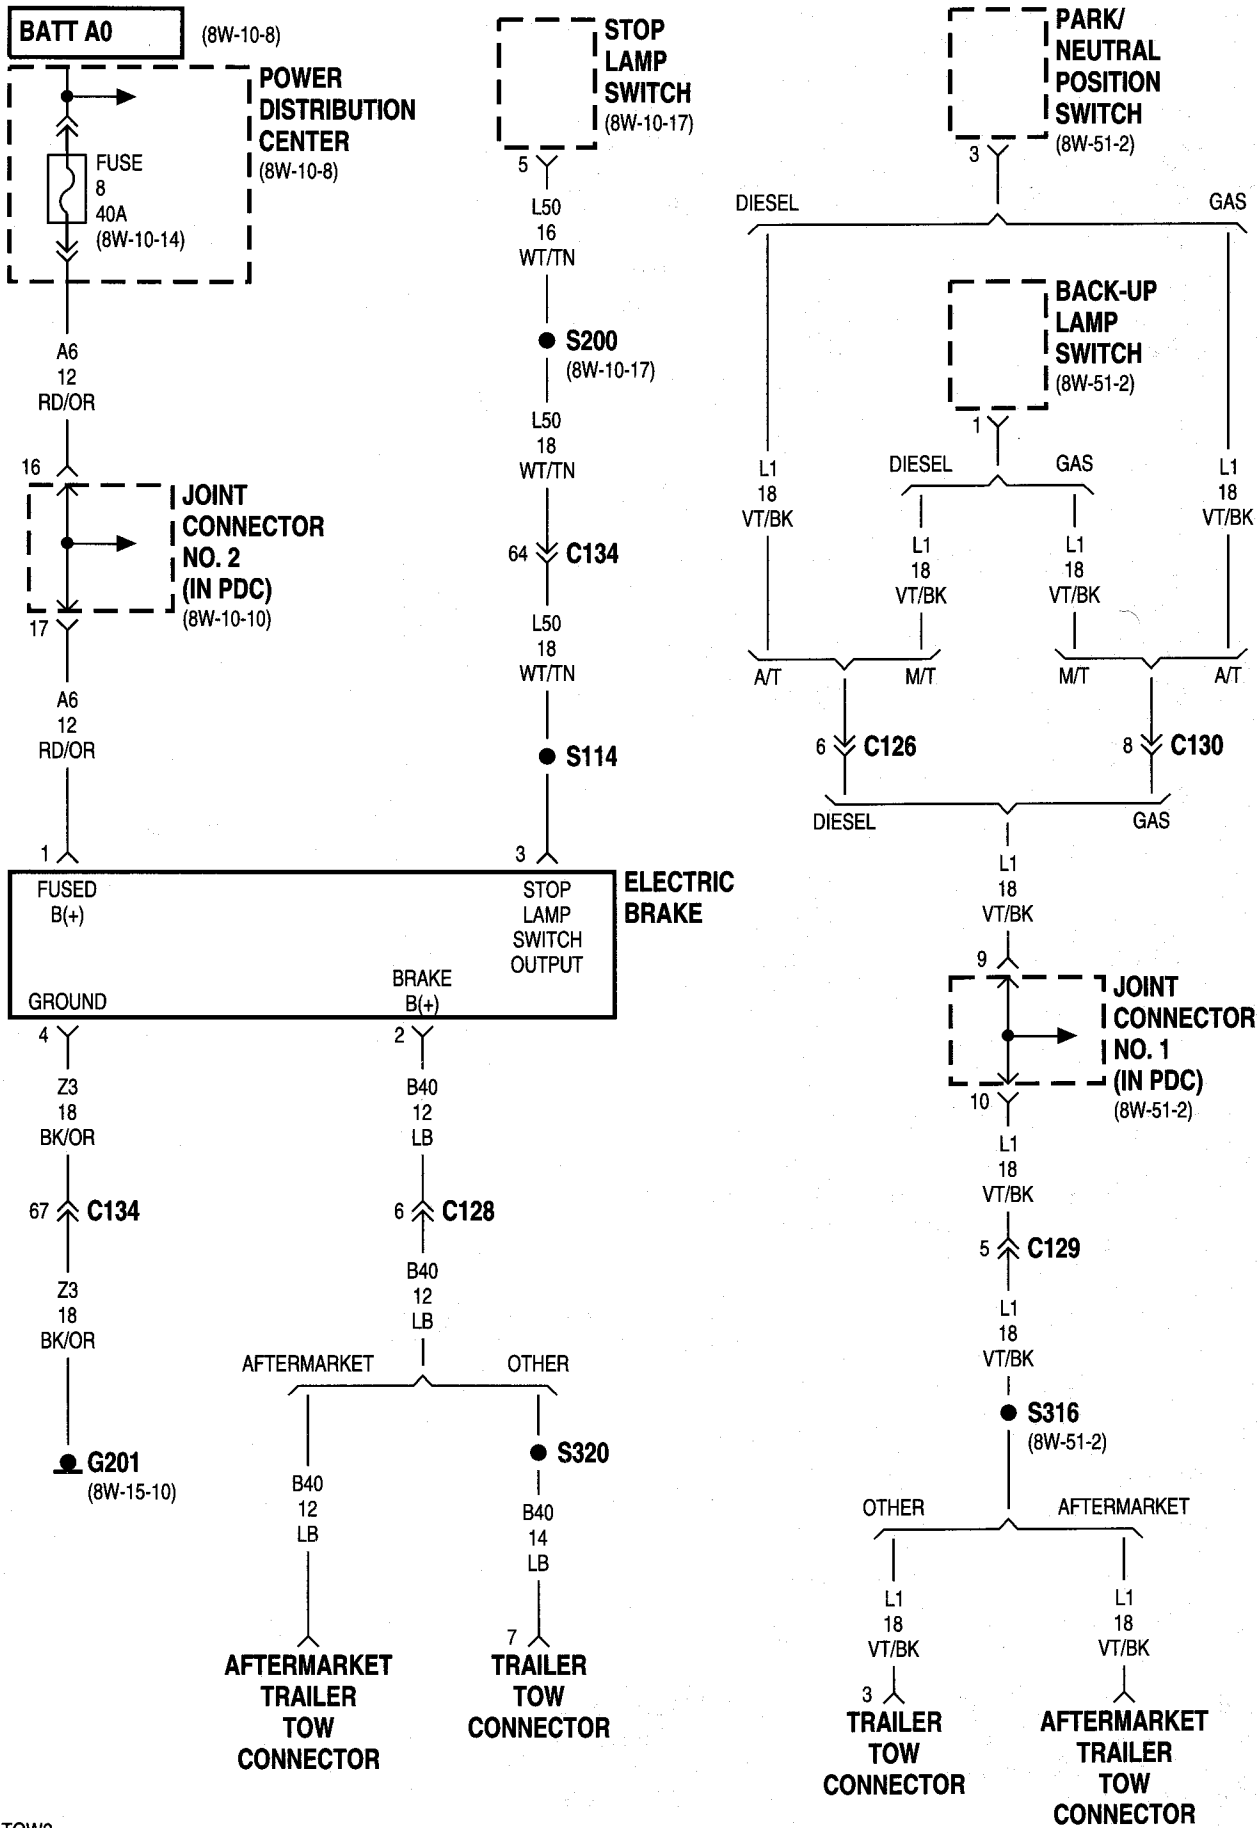 BATT A0
(8W-10-8)
POWER
DISTRIBUTION
CENTER
(8W-10-8)
FUSE
8
40A
(8W-10-14)
A6
12
RD/OR
16
JOINT
CONNECTOR
NO. 2
(IN PDC)
(8W-10-10)
17
A6
12
RD/OR
1
STOP
LAMP
SWITCH
(8W-10-17)
5
L50
16
WT/TN
S200
(8W-10-17)
L50
18
WT/TN
64
C134
L50
18
WT/TN
S114
3
FUSED
B(+)
STOP
LAMP
SWITCH
OUTPUT
ELECTRIC
BRAKE
GROUND
BRAKE
B(+)
4
Z3
18
BK/OR
67
C134
Z3
18
BK/OR
G201
(8W-15-10)
2
B40
12
LB
6
C128
B40
12
LB
AFTERMARKET
OTHER
B40
12
LB
AFTERMARKET
TRAILER
TOW
CONNECTOR
S320
B40
14
LB
7
TRAILER
TOW
CONNECTOR
PARK/
NEUTRAL
POSITION
SWITCH
(8W-51-2)
3
DIESEL
GAS
BACK-UP
LAMP
SWITCH
(8W-51-2)
1
DIESEL
GAS
L1
18
VT/BK
L1
18
VT/BK
L1
18
VT/BK
L1
18
VT/BK
A/T
M/T
M/T
A/T
6
C126
8
C130
DIESEL
GAS
L1
18
VT/BK
9
JOINT
CONNECTOR
NO. 1
(IN PDC)
(8W-51-2)
10
L1
18
VT/BK
5
C129
L1
18
VT/BK
S316
(8W-51-2)
OTHER
AFTERMARKET
L1
18
VT/BK
3
TRAILER
TOW
CONNECTOR
L1
18
VT/BK
AFTERMARKET
TRAILER
TOW
CONNECTOR